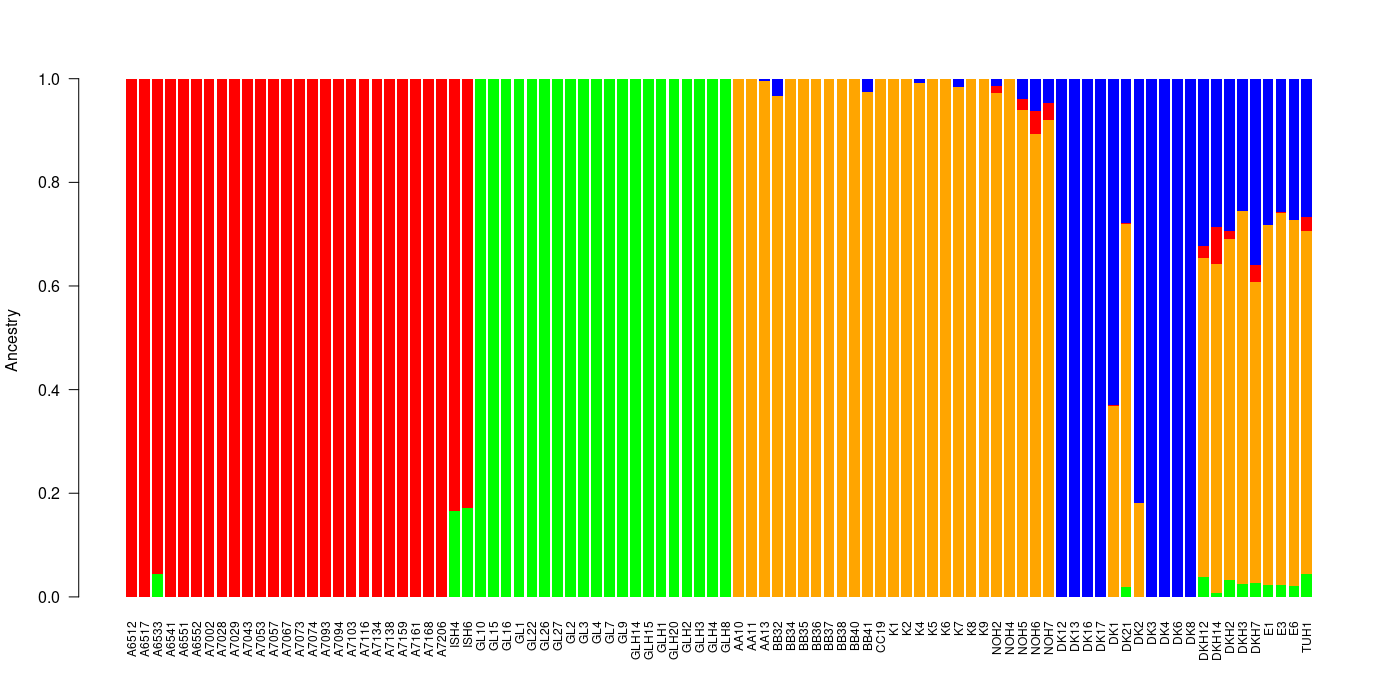 1.0
0.8
0.6
0.4
0.2
0.0
Ancestry
A6512
A6517
A6533
A6541
A6551
A6552
A7002
A7028
A7029
A7043
A7053
A7057
A7067
A7073
A7074
A7093
A7094
A7103
A7116
A7134
A7138
A7159
A7161
A7168
A7206
ISH4
ISH6
GL10
GL15
GL16
GL1
GL22
GL26
GL27
GL2
GL3
GL4
GL7
GL9
GLH14
GLH15
GLH1
GLH20
GLH2
GLH3
GLH4
GLH8
AA10
AA11
AA13
BB32
BB34
BB35
BB36
BB37
BB38
BB40
BB41
CC19
K1
K2
K4
K5
K6
K7
K8
K9
NOH2
NOH4
NOH5
NOH6
NOH7
DK12
DK13
DK16
DK17
DK1
DK21
DK2
DK3
DK4
DK6
DK8
DKH12
DKH14
DKH2
DKH3
DKH7
E1
E3
E6
TUH1